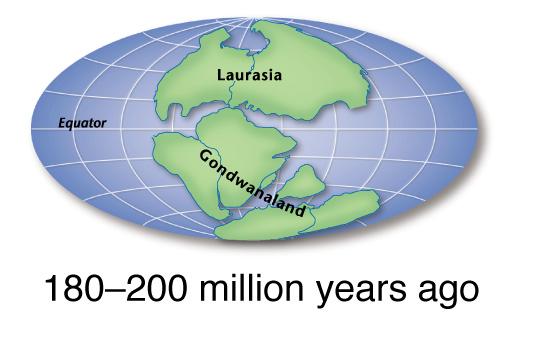 Laurasia
Equator
Gondwanaland
180–200 million years ago